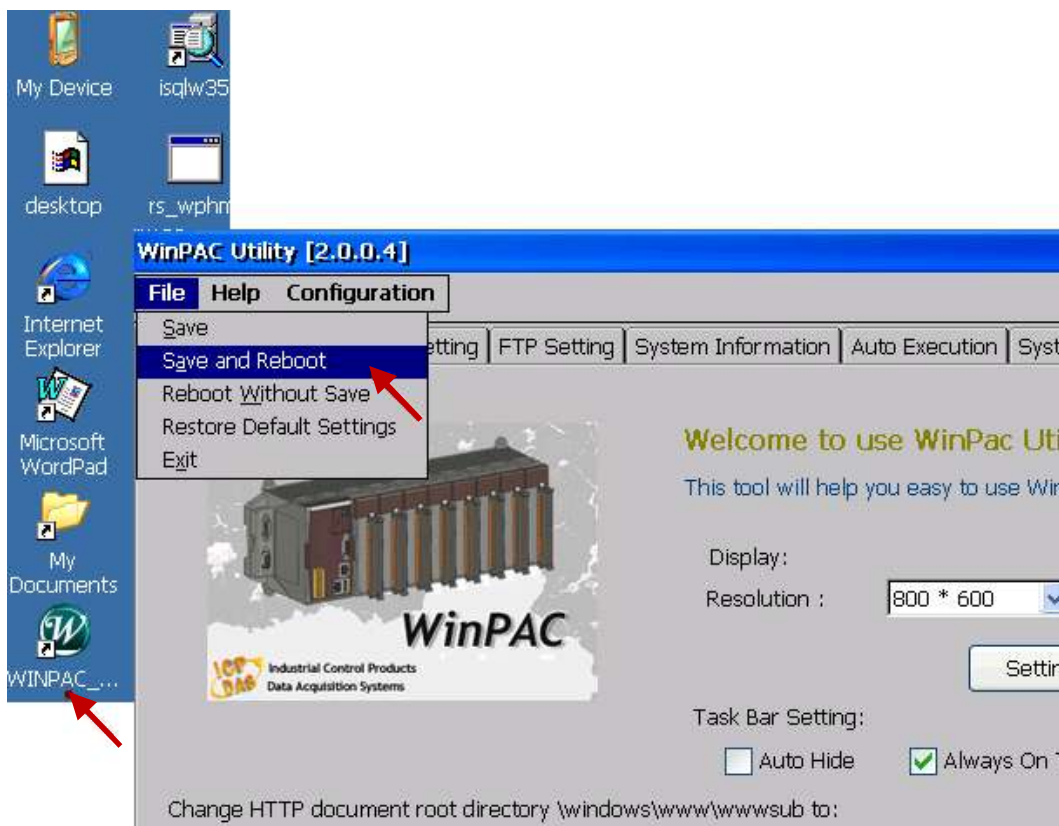 My Device
isqlw35
desktop
rs_wphm
Internet
Explorer
Microsoft
WordPad
My
Documents
WINPAC_...
WinPAC Utility [2.0.0.4]
File Help Configuration
Save
Save and Reboot
Reboot Without Save
Restore Default Settings
Exit
etting FTP Setting System Information Auto Execution Syst
WinPAC
ICP DAS
Industrial Control Products
Data Acquisition Systems
Welcome to use WinPac Uti
This tool will help you easy to use Win
Display:
Resolution : 800 * 600
Settin
Task Bar Setting:
Auto Hide Always On T
Change HTTP document root directory \windows\www\wwwsub to: